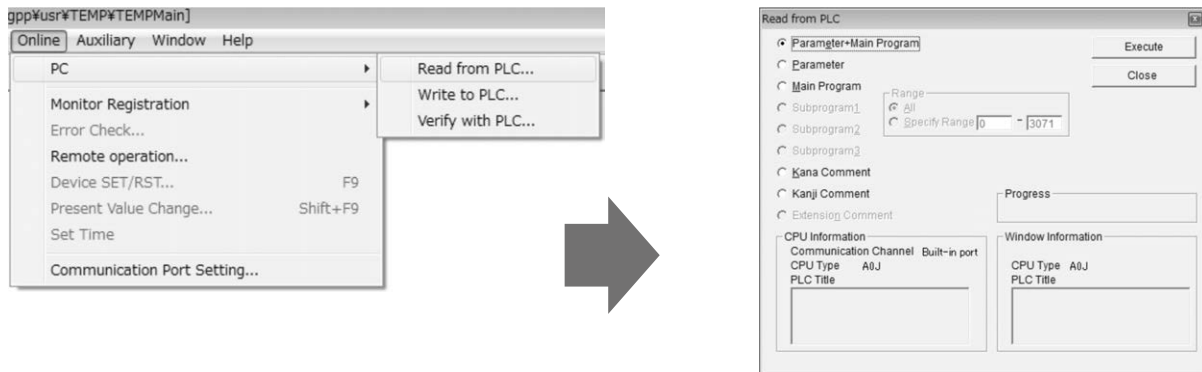 gpp¥usr¥TEMP¥TEMPMain]
Online Auxiliary Window Help
PC
Monitor Registration
Error Check...
Remote operation...
Device SET/RST... F9
Present Value Change... Shift+F9
Set Time
Communication Port Setting...
Read from PLC...
Write to PLC...
Verify with PLC...
Read from PLC
Parameter+Main Program
Execute
Parameter
Close
Main Program
Range
Subprogram1
All
Subprogram2
Specify Range 0 - 3071
Subprogram3
Kana Comment
Kanji Comment
Progress
Extension Comment
CPU Information
Communication Channel Built-in port
CPU Type A0J
PLC Title
Window Information
CPU Type A0J
PLC Title